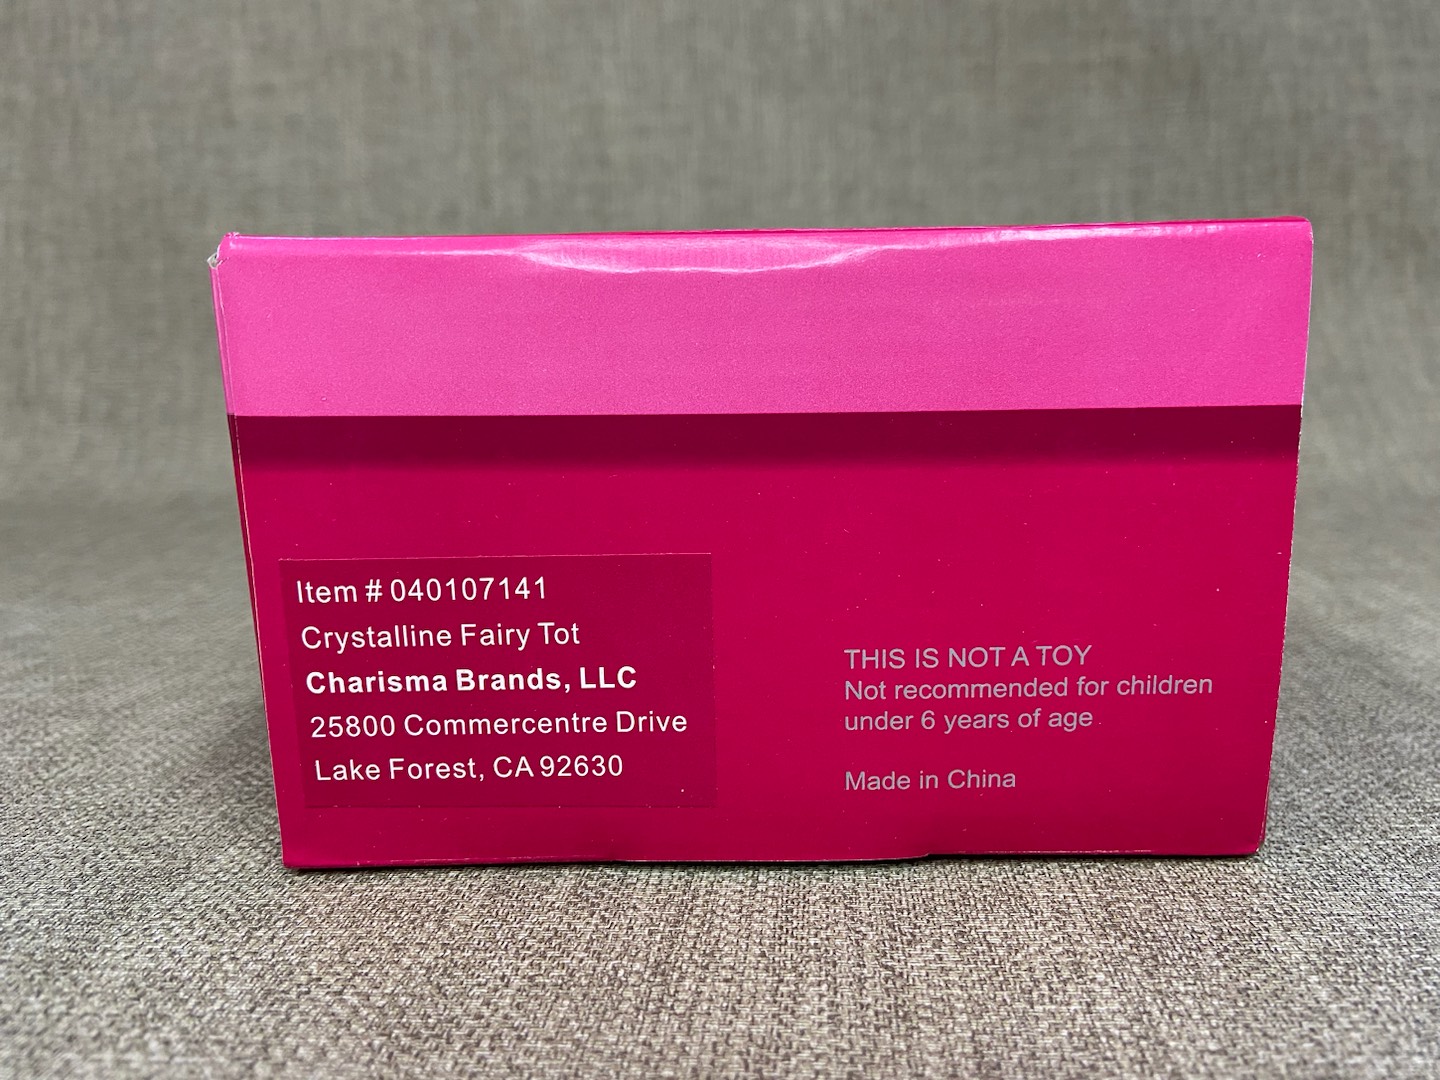 Item # 040107141
Crystalline Fairy Tot
Charisma Brands, LLC
25800 Commercentre Drive
Lake Forest, CA 92630
THIS IS NOT A TOY
Not recommended for children
under 6 years of age
Made in China